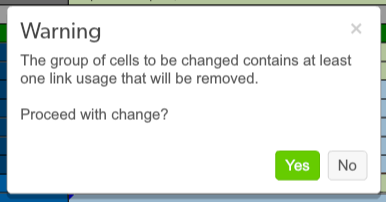 Warning
×
The group of cells to be changed contains at least
one link usage that will be removed.
Proceed with change?
Yes No